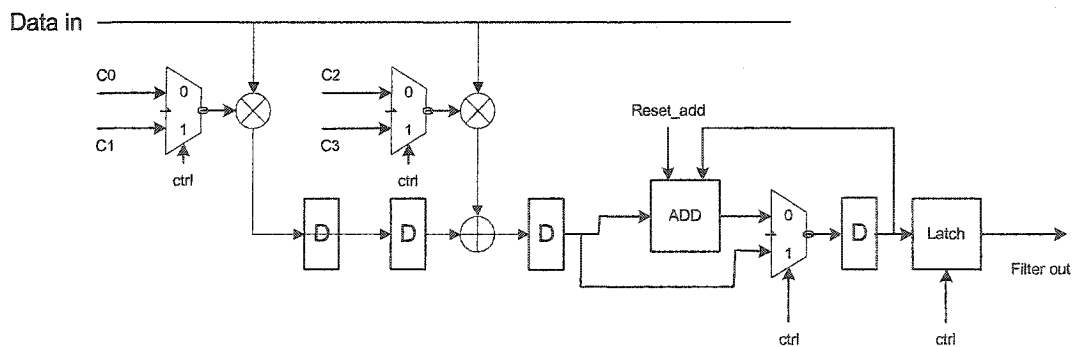 Data in
C0
0
C1
1
ctrl
C2
0
C3
1
ctrl
Reset_add
D
D
D
ADD
0
1
ctrl
D
Latch
ctrl
Filter out